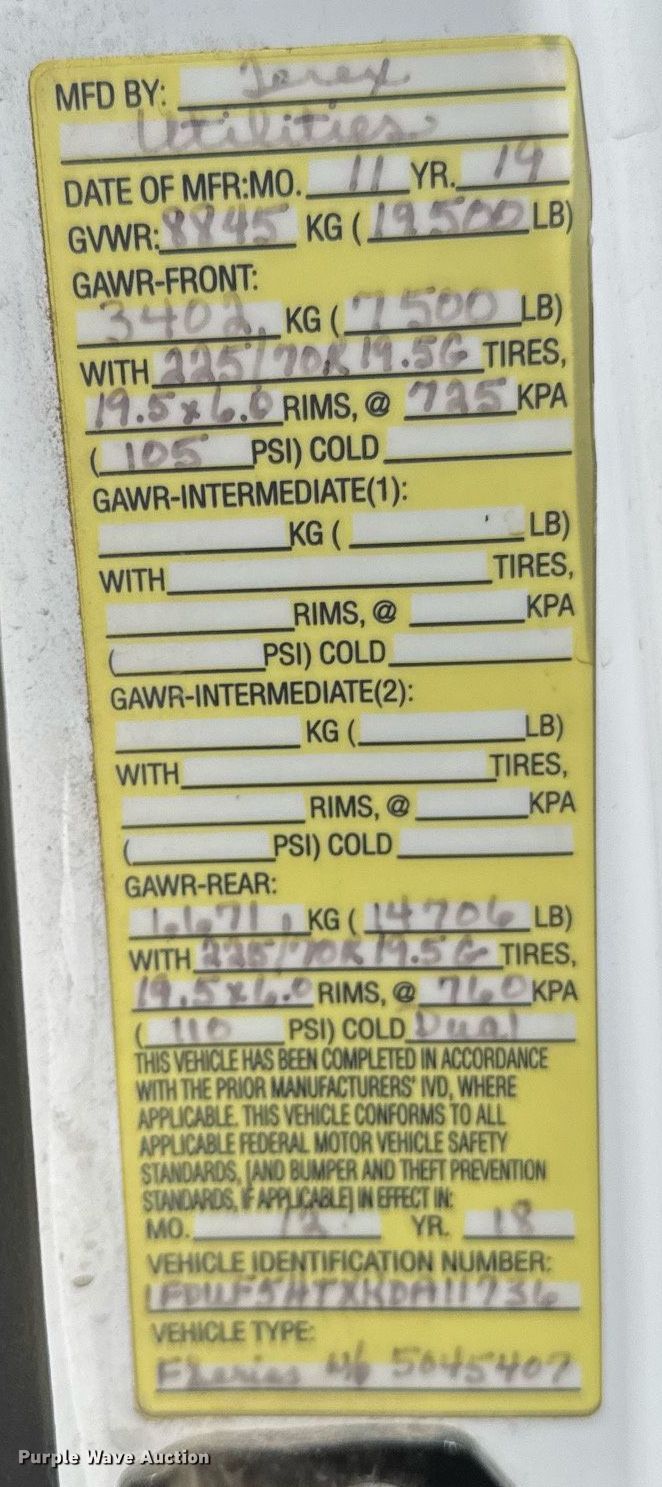 MFD BY: Terex
Utilities
DATE OF MFR:MO. 11 YR. 19
GVWR: 8845 KG ( 19500 LB)
GAWR-FRONT:
3402 KG ( 7500 LB)
WITH 225/70R19.5G TIRES,
19.5x6.0 RIMS, @ 725 KPA
( 105 PSI) COLD
GAWR-INTERMEDIATE(1):
KG ( LB)
WITH TIRES,
RIMS, @ KPA
( PSI) COLD
GAWR-INTERMEDIATE(2):
KG ( LB)
WITH TIRES,
RIMS, @ KPA
( PSI) COLD
GAWR-REAR:
6671 KG ( 14706 LB)
WITH 225/70R19.5G TIRES,
19.5x6.0 RIMS, @ 760 KPA
( 110 PSI) COLD Dual
THIS VEHICLE HAS BEEN COMPLETED IN ACCORDANCE
WITH THE PRIOR MANUFACTURERS' IVD, WHERE
APPLICABLE. THIS VEHICLE CONFORMS TO ALL
APPLICABLE FEDERAL MOTOR VEHICLE SAFETY
STANDARDS, [AND BUMPER AND THEFT PREVENTION
STANDARDS, IF APPLICABLE] IN EFFECT IN:
MO. 12 YR. 18
VEHICLE IDENTIFICATION NUMBER:
1FDUF5HTXKDA11736
VEHICLE TYPE:
FSeries 5045407
Purple Wave Auction